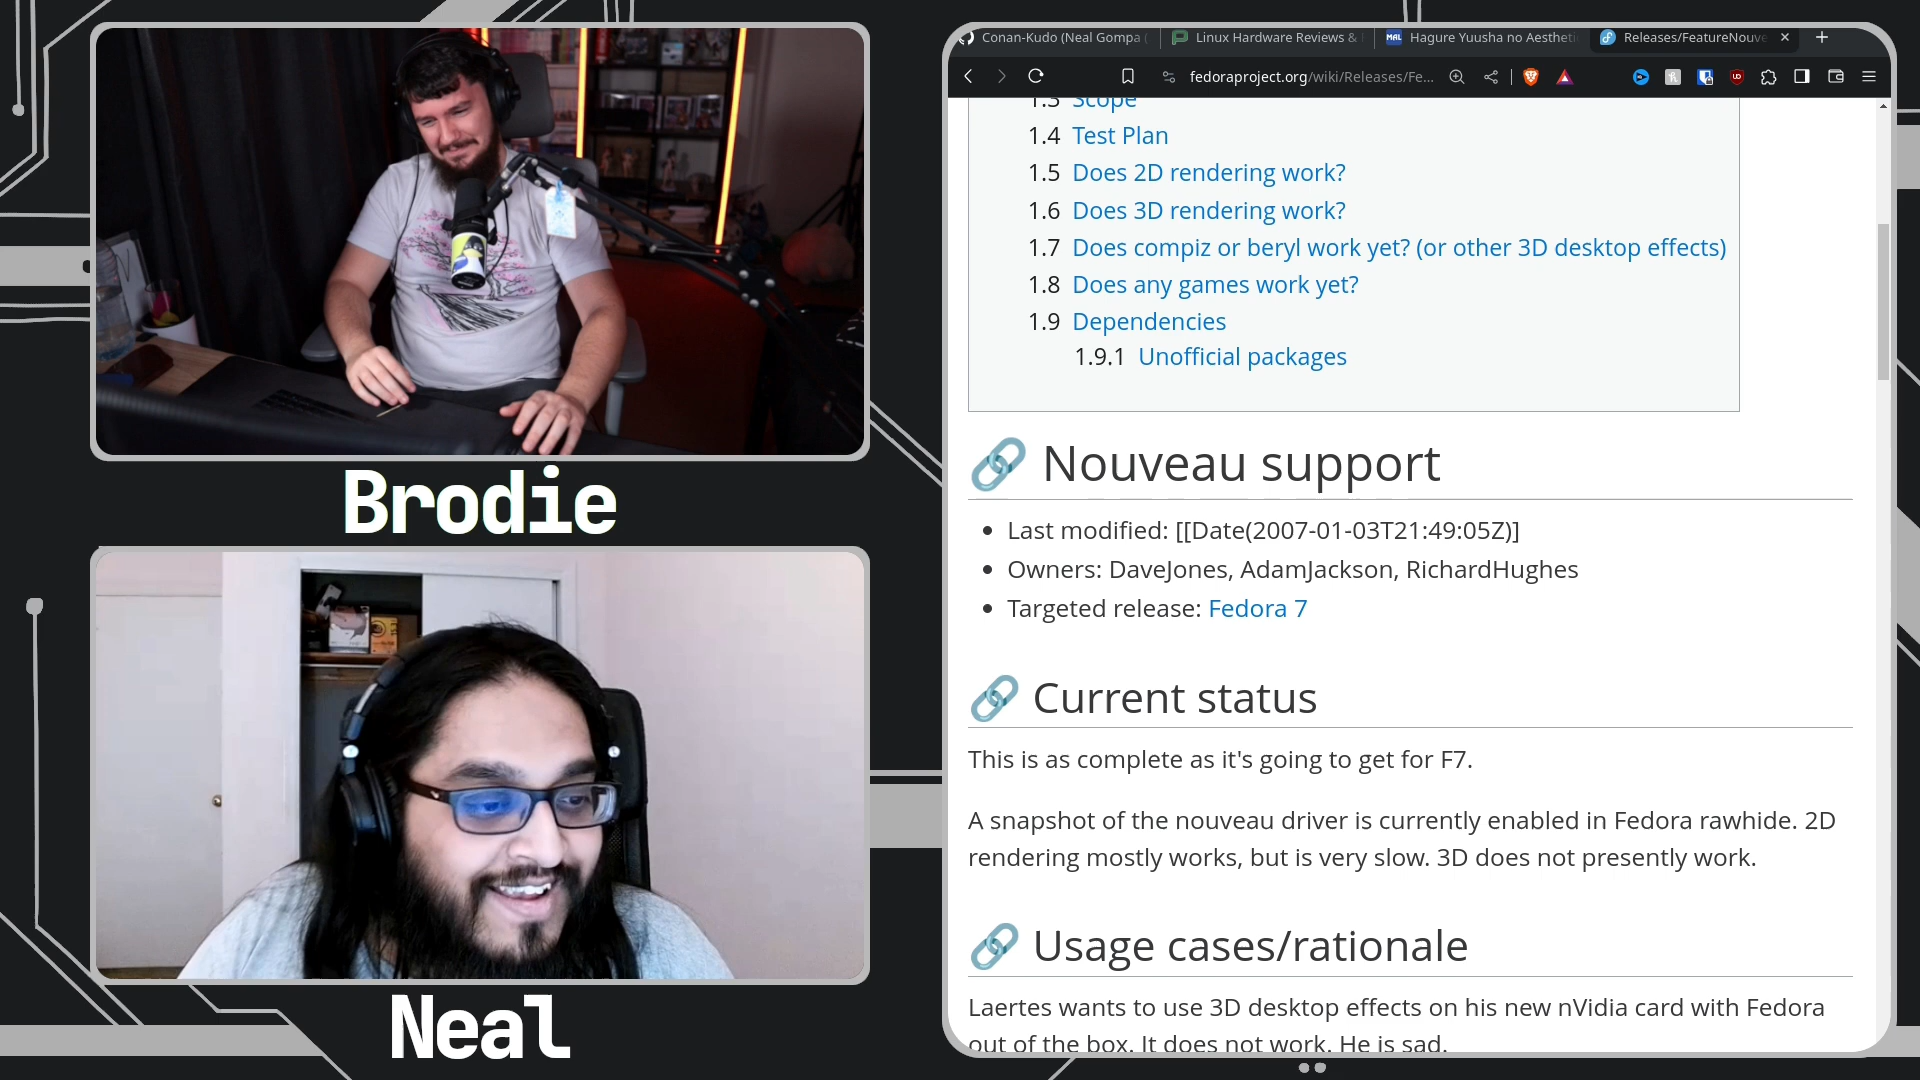 Brodie
Neal
Conan-Kudo (Neal Gompa (
Linux Hardware Reviews &
MAL Hagure Yuusha no Aestheti
Releases/FeatureNouve
fedoraproject.org/wiki/Releases/Fe...
1.3 Scope
1.4 Test Plan
1.5 Does 2D rendering work?
1.6 Does 3D rendering work?
1.7 Does compiz or beryl work yet? (or other 3D desktop effects)
1.8 Does any games work yet?
1.9 Dependencies
1.9.1 Unofficial packages
Nouveau support
Last modified: [[Date(2007-01-03T21:49:05Z)]
Owners: DaveJones, AdamJackson, RichardHughes
Targeted release: Fedora 7
Current status
This is as complete as it's going to get for F7.
A snapshot of the nouveau driver is currently enabled in Fedora rawhide. 2D
rendering mostly works, but is very slow. 3D does not presently work.
Usage cases/rationale
Laertes wants to use 3D desktop effects on his new nVidia card with Fedora
out of the box. It does not work. He is sad.